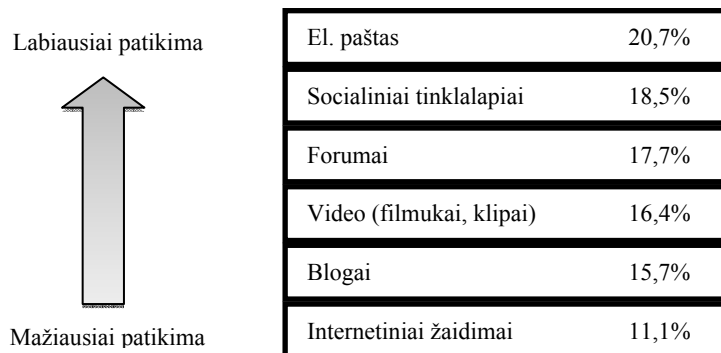 Labiausiai patikima
El. paštas 20,7%
Socialiniai tinklalapiai 18,5%
Forumai 17,7%
Video (filmukai, klipai) 16,4%
Blogai 15,7%
Internetiniai žaidimai 11,1%
Mažiausiai patikima